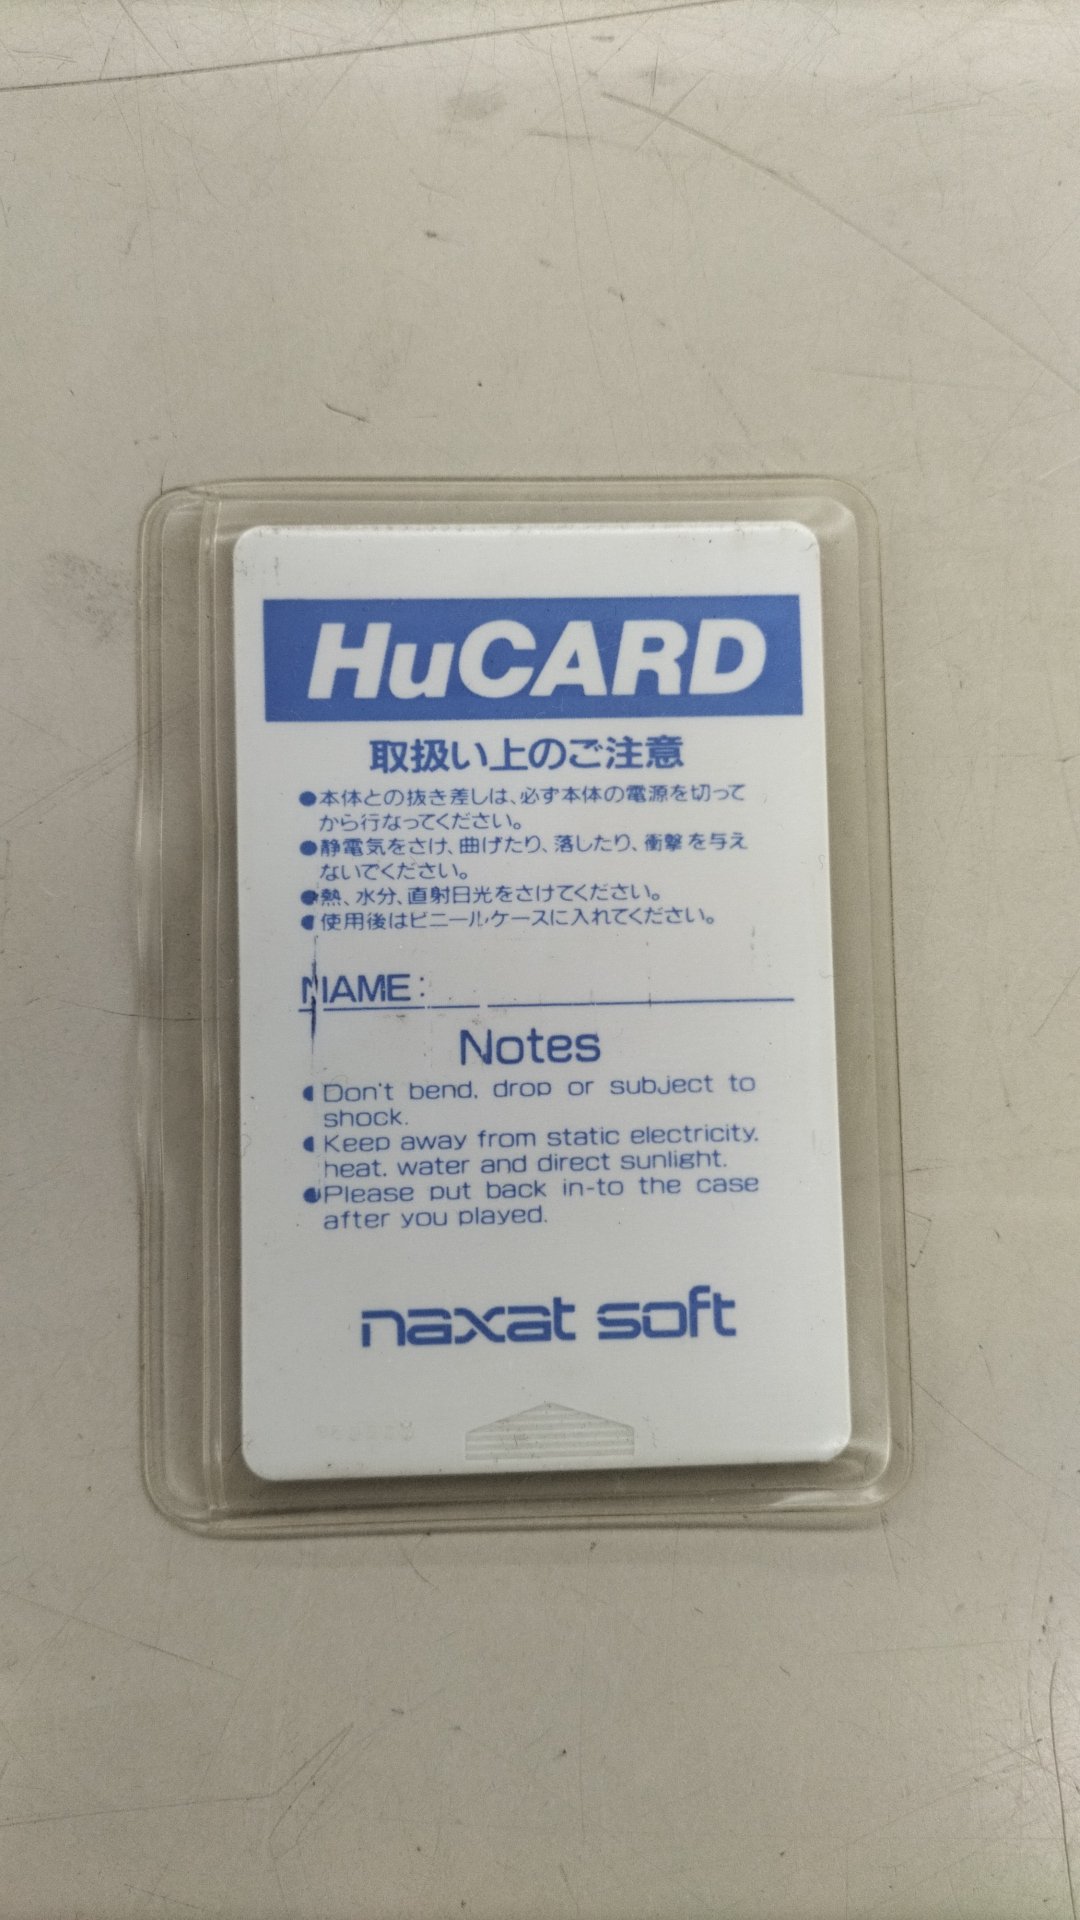 HuCARD
取扱い上のご注意
●本体との抜き差しは、必ず本体の電源を切って
から行なってください。
●静電気をさけ、曲げたり、落したり、衝撃を与え
ないでください。
●熱、水分、直射日光をさけてください。
●使用後はビニールケースに入れてください。
NAME:
Notes
●Don't bend, drop or subject to
shock.
●Keep away from static electricity,
heat, water and direct sunlight.
●Please put back in-to the case
after you played.
naxat soft